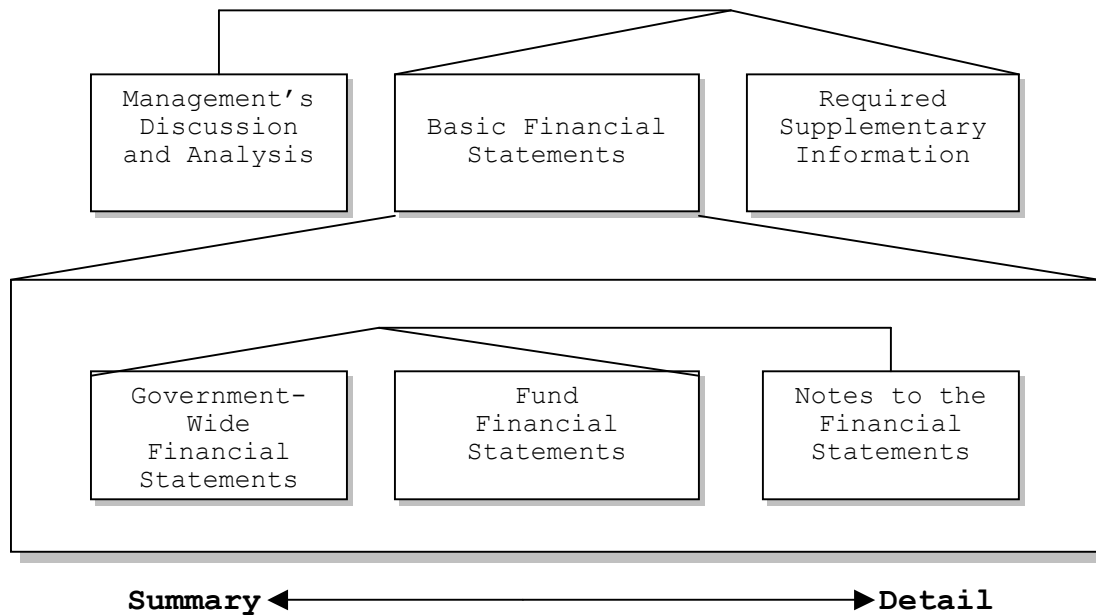 Management’s
Discussion
and Analysis
Basic Financial
Statements
Required
Supplementary
Information
Government-
Wide
Financial
Statements
Fund
Financial
Statements
Notes to the
Financial
Statements
Summary
Detail